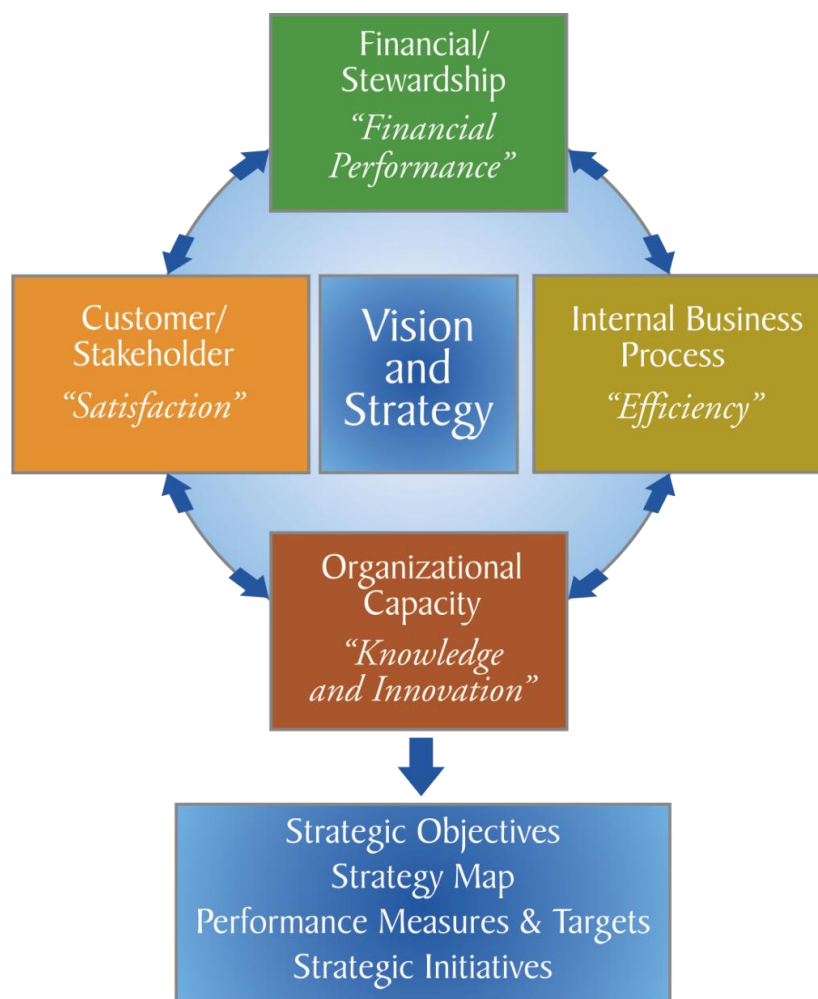 Financial/
Stewardship
“Financial
Performance”
Customer/
Stakeholder
“Satisfaction”
Vision
and
Strategy
Internal Business
Process
“Efficiency”
Organizational
Capacity
“Knowledge
and Innovation”
Strategic Objectives
Strategy Map
Performance Measures & Targets
Strategic Initiatives